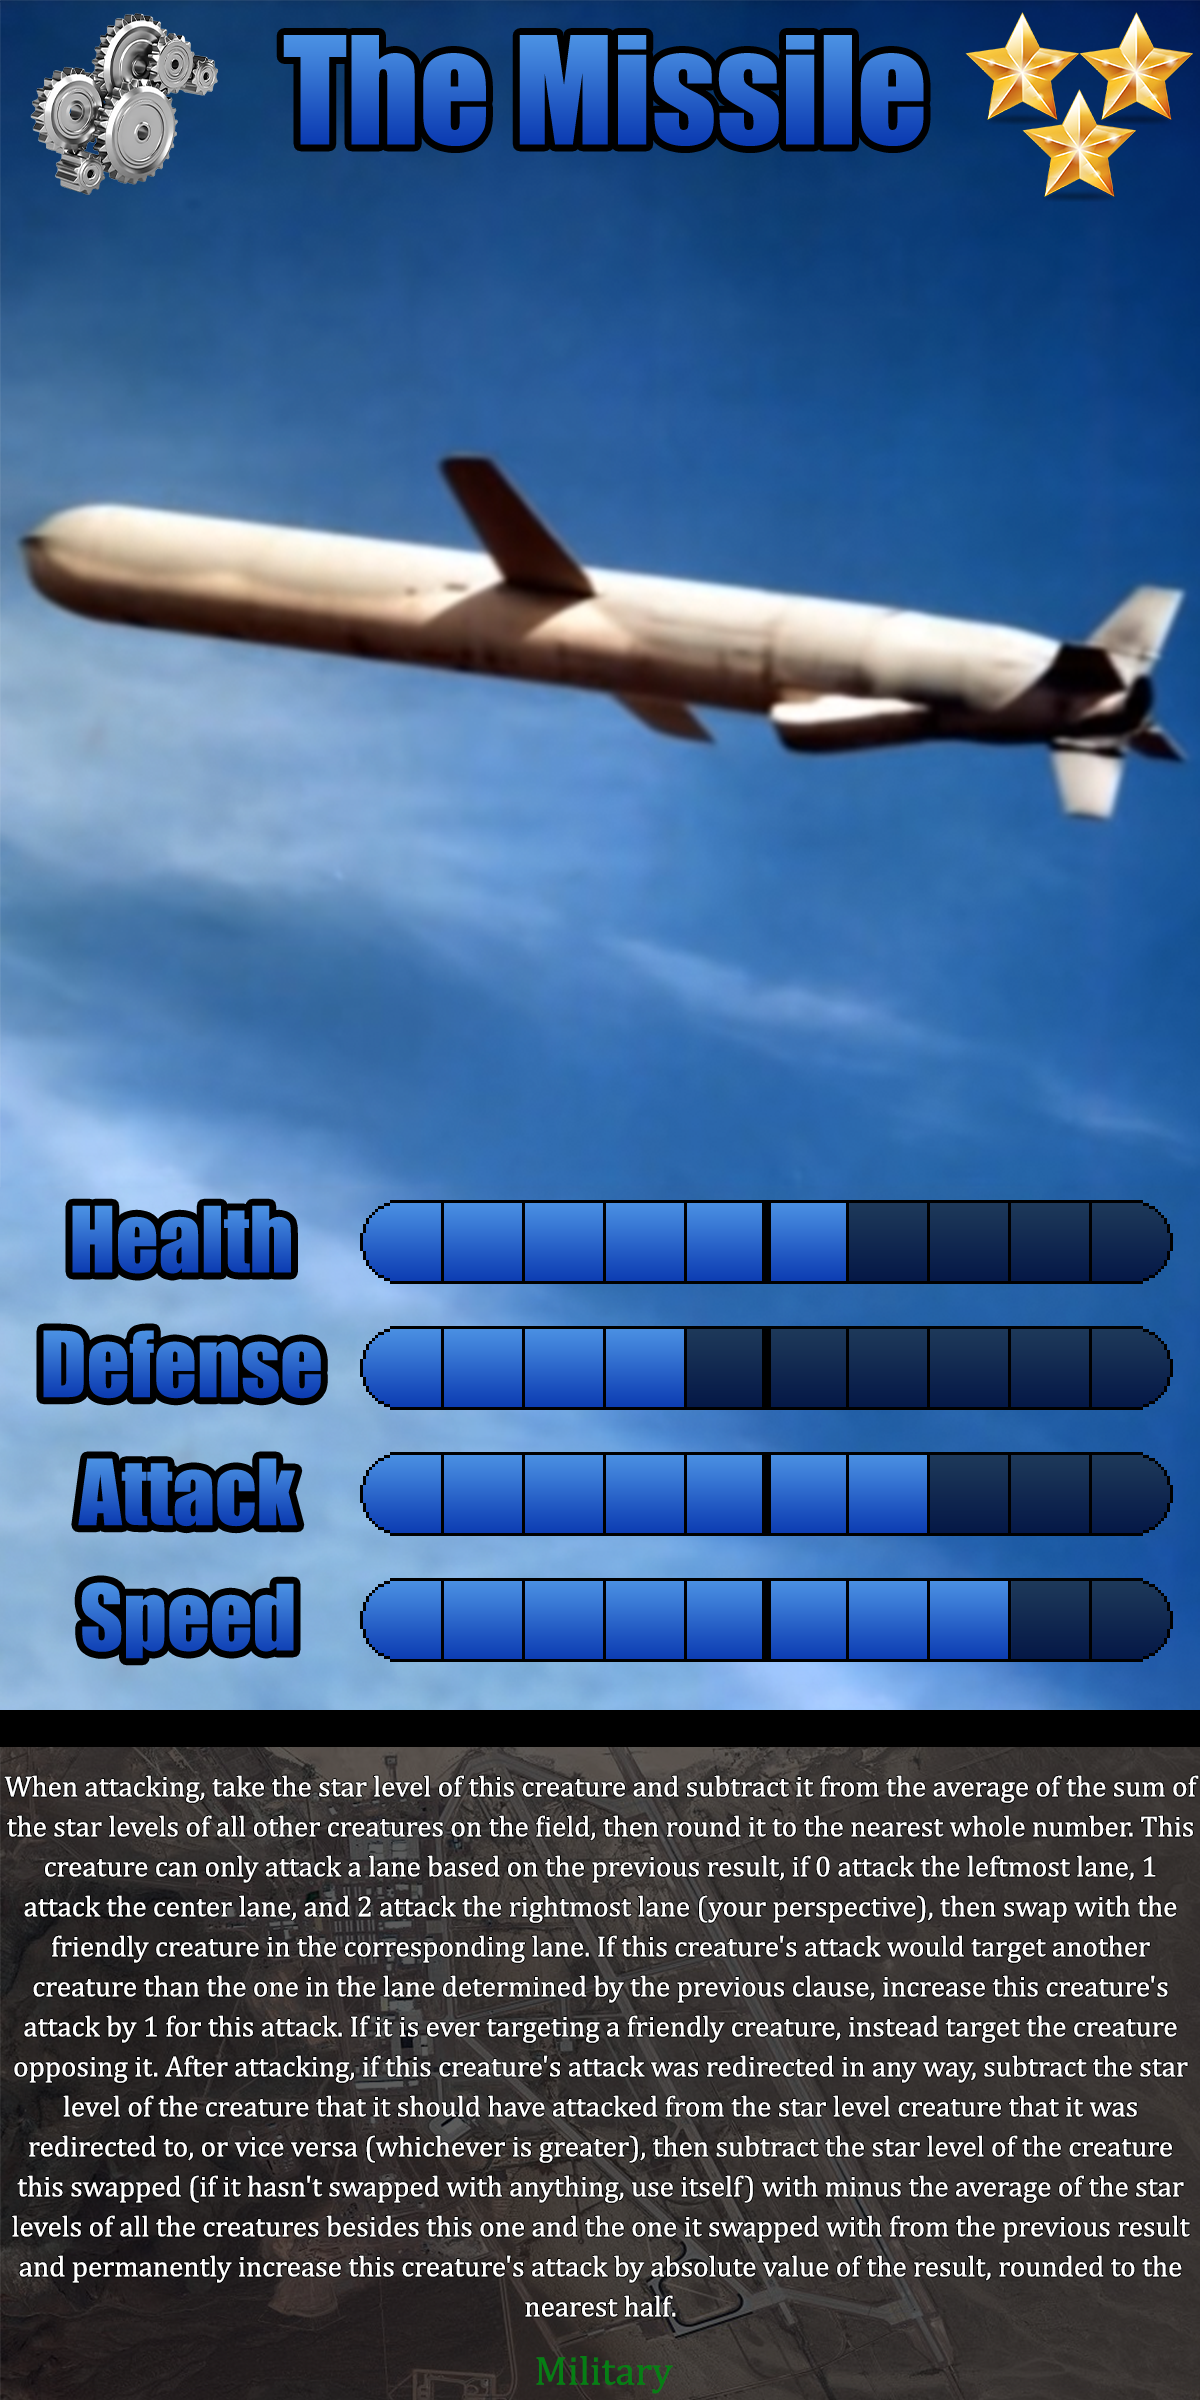 The Missile
Health
Defense
Attack
Speed
When attacking, take the star level of this creature and subtract it from the average of the sum of
the star levels of all other creatures on the field, then round it to the nearest whole number. This
creature can only attack a lane based on the previous result, if 0 attack the leftmost lane, 1
attack the center lane, and 2 attack the rightmost lane (your perspective), then swap with the
friendly creature in the corresponding lane. If this creature's attack would target another
creature than the one in the lane determined by the previous clause, increase this creature's
attack by 1 for this attack. If it is ever targeting a friendly creature, instead target the creature
opposing it. After attacking, if this creature's attack was redirected in any way, subtract the star
level of the creature that it should have attacked from the star level creature that it was
redirected to, or vice versa (whichever is greater), then subtract the star level of the creature
this swapped (if it hasn't swapped with anything, use itself) with minus the average of the star
levels of all the creatures besides this one and the one it swapped with from the previous result
and permanently increase this creature's attack by absolute value of the result, rounded to the
nearest half.
Military